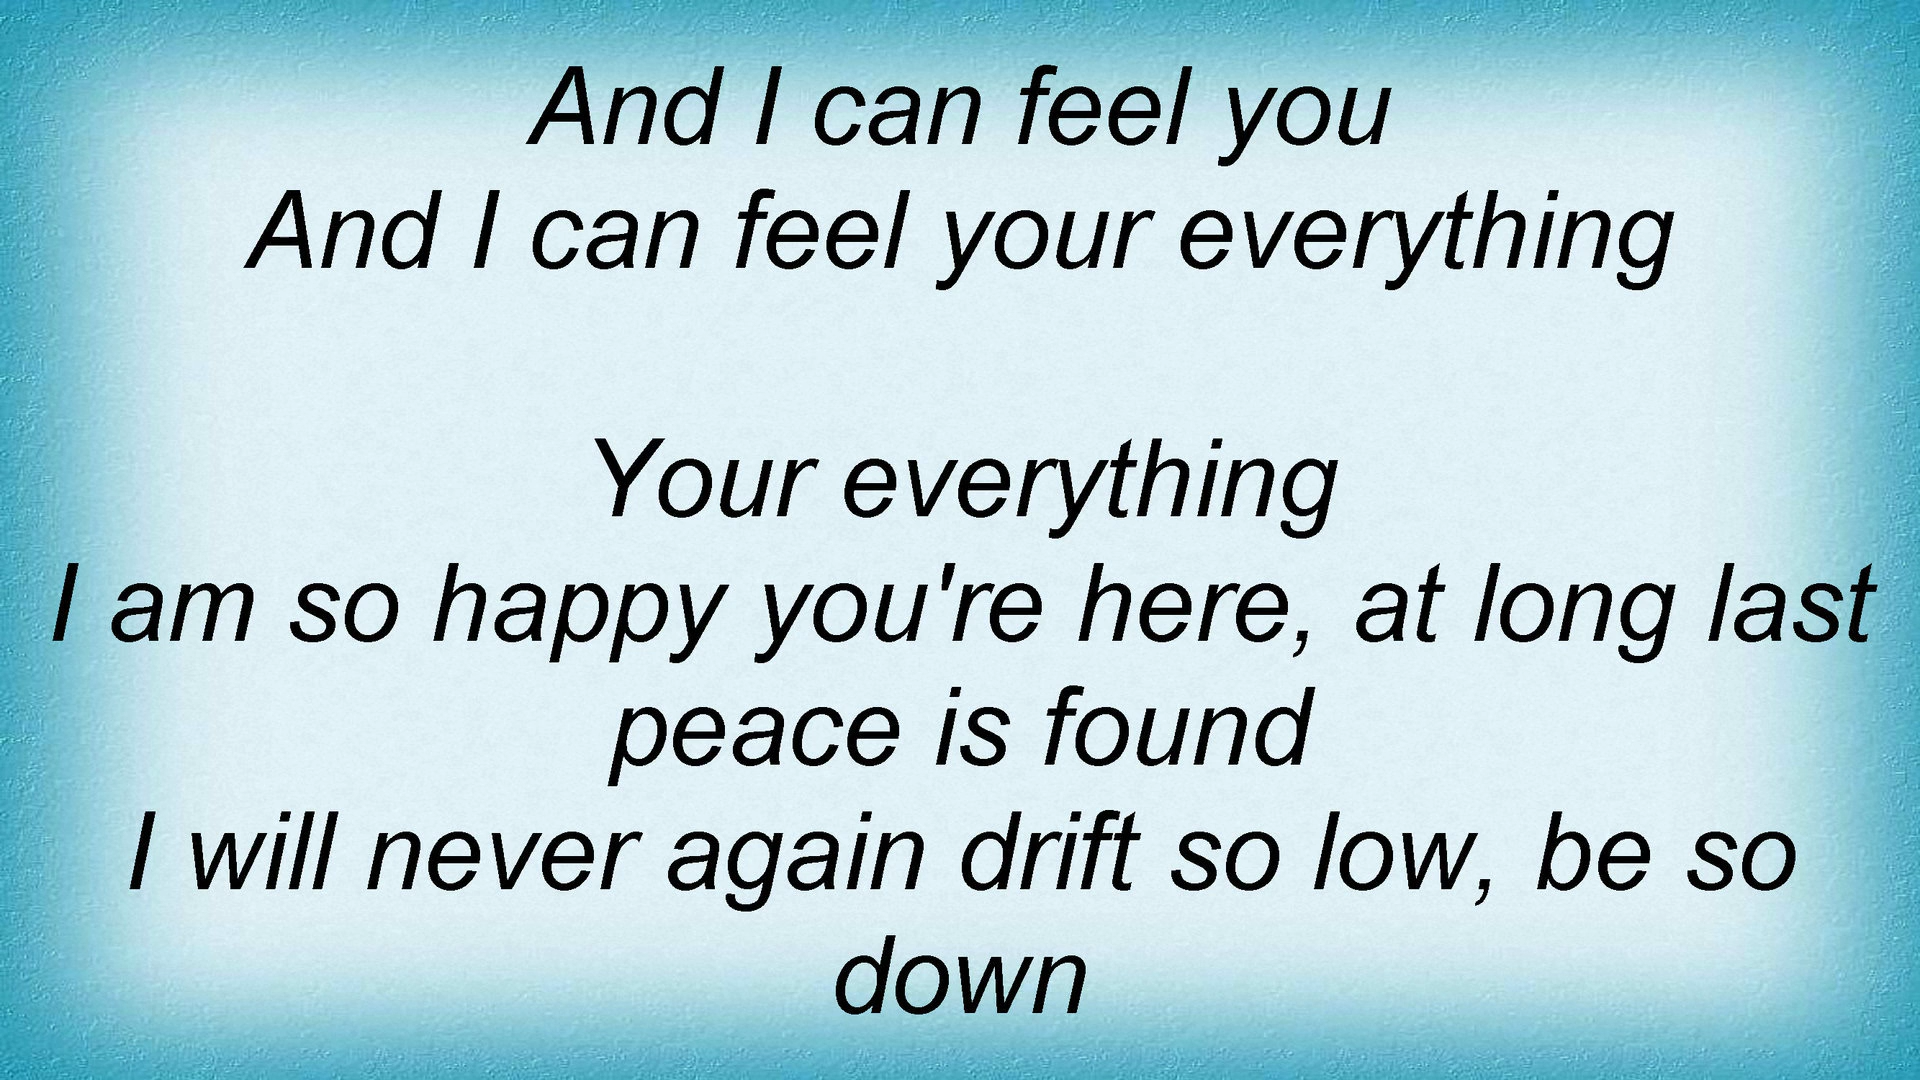 And I can feel you
And I can feel your everything
Your everything
I am so happy you're here, at long last
peace is found
I will never again drift so low, be so
down